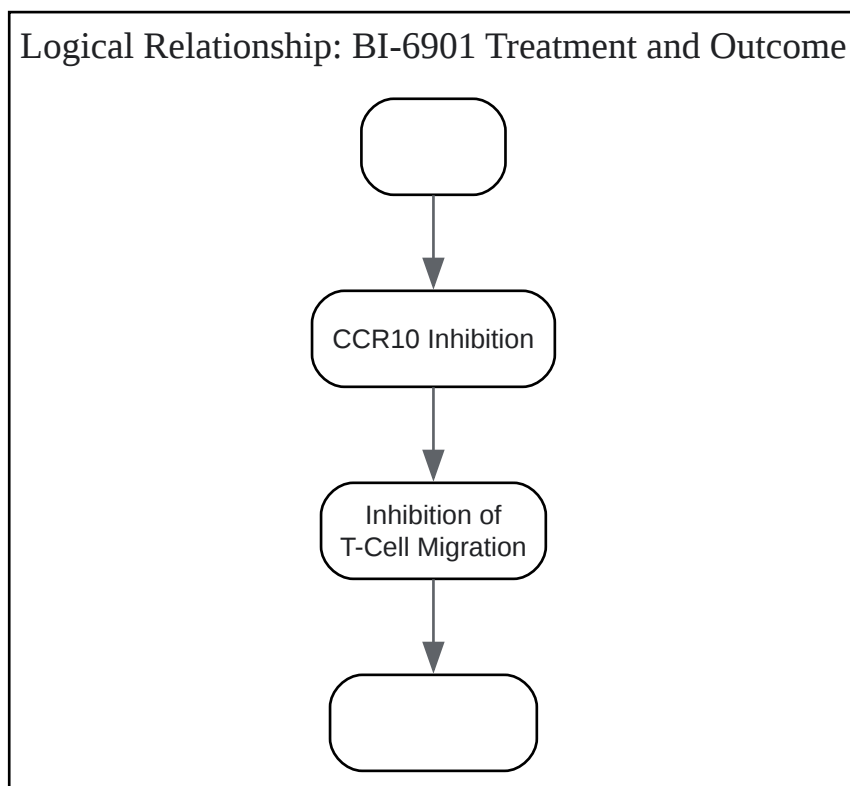 Logical Relationship: BI-6901 Treatment and Outcome
CCR10 Inhibition
Inhibition of
T-Cell Migration